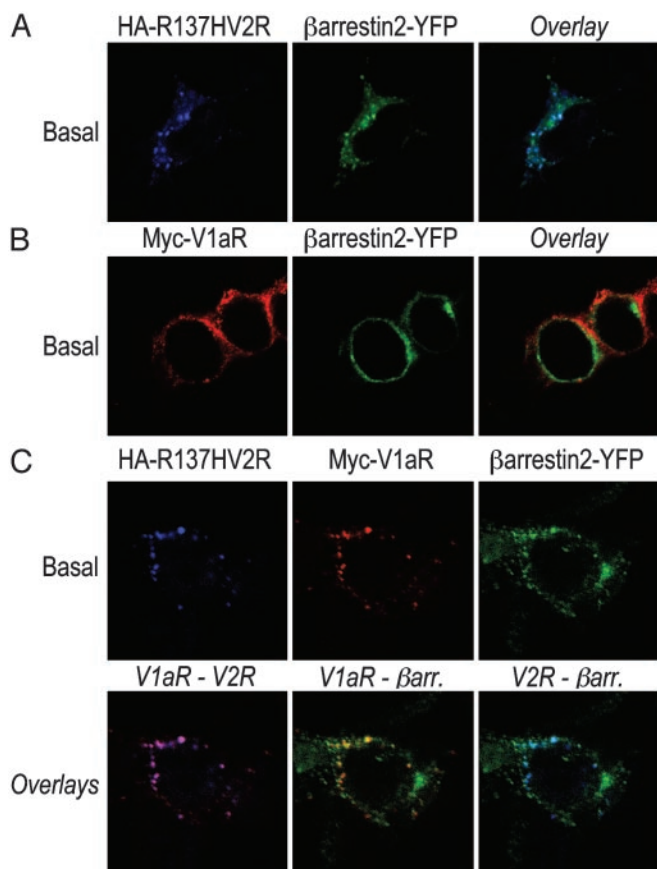 A
HA-R137HV2R βarrestin2-YFP Overlay
Basal
B
Myc-V1aR βarrestin2-YFP Overlay
Basal
C
HA-R137HV2R Myc-V1aR βarrestin2-YFP
Basal
V1aR - V2R V1aR - βarr. V2R - βarr.
Overlays